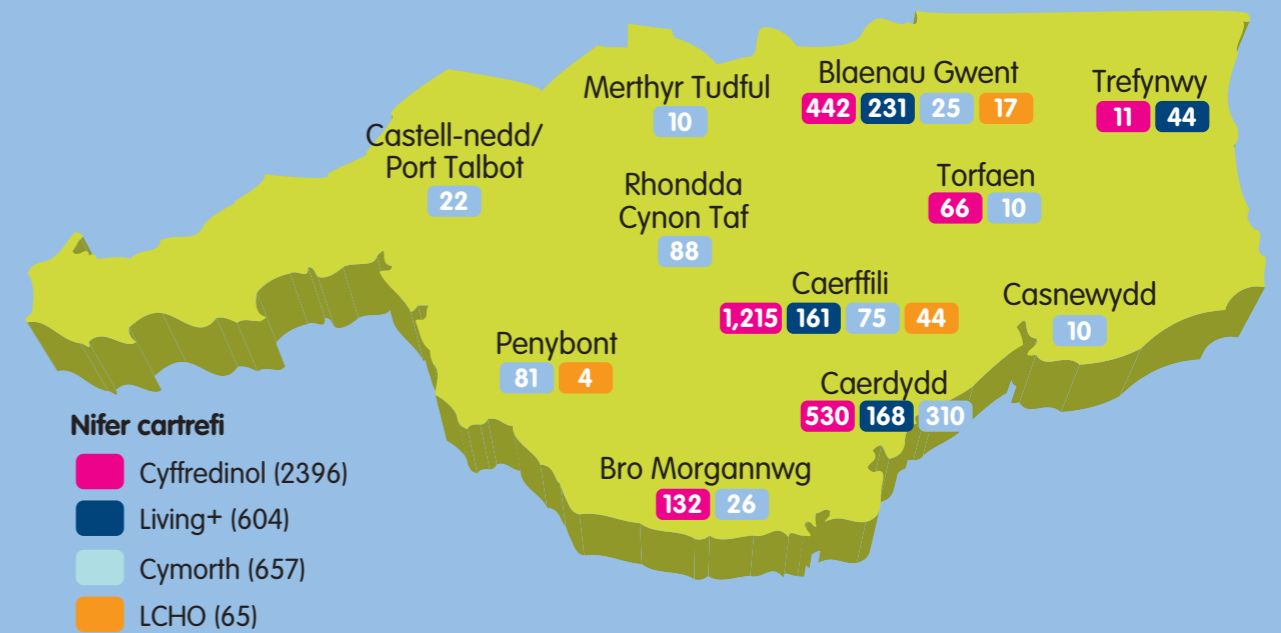 Merthyr Tudful
10
Blaenau Gwent
442 231 25 17
Trefynwy
11 44
Castell-nedd/
Port Talbot
22
Rhondda
Cynon Taf
88
Torfaen
66 10
Caerffili
1,215 161 75 44
Casnewydd
10
Penybont
81 4
Caerdydd
530 168 310
Bro Morgannwg
132 26
Nifer cartrefi
Cyffredinol (2396)
Living+ (604)
Cymorth (657)
LCHO (65)